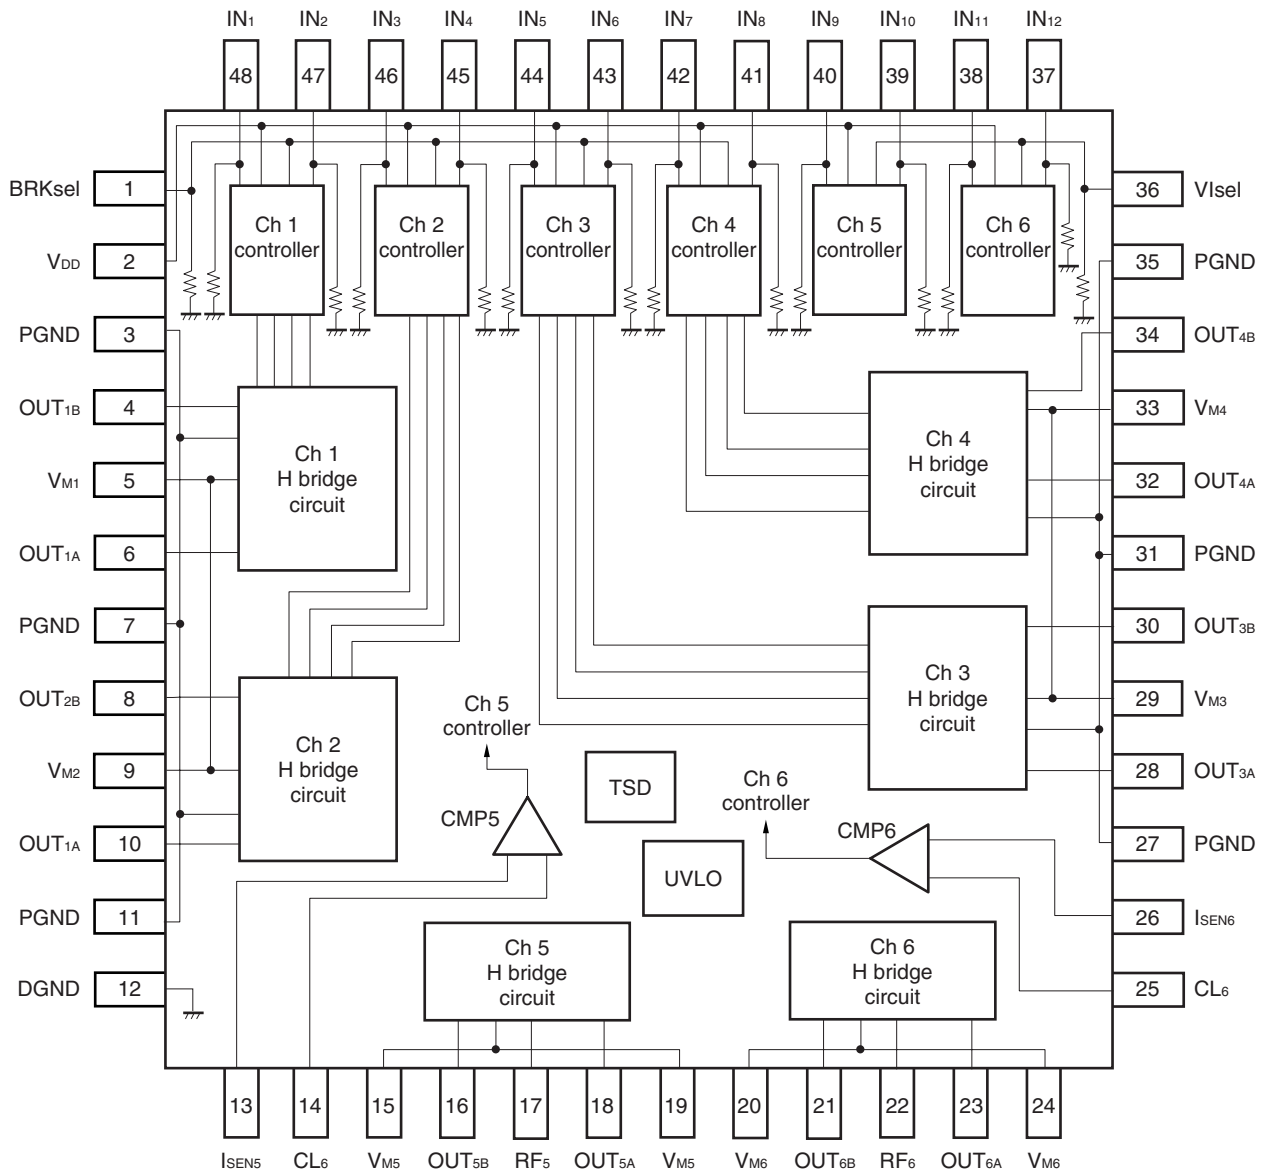 IN1 IN2 IN3 IN4 IN5 IN6 IN7 IN8 IN9 IN10 IN11 IN12
48 47 46 45 44 43 42 41 40 39 38 37
BRKsel 1
VDD 2
PGND 3
OUT1B 4
VM1 5
OUT1A 6
PGND 7
OUT2B 8
VM2 9
OUT1A 10
PGND 11
DGND 12
Ch 1
controller
Ch 2
controller
Ch 3
controller
Ch 4
controller
Ch 5
controller
Ch 6
controller
36 VIsel
35 PGND
34 OUT4B
33 VM4
32 OUT4A
31 PGND
30 OUT3B
29 VM3
28 OUT3A
27 PGND
26 ISEN6
25 CL6
Ch 1
H bridge
circuit
Ch 4
H bridge
circuit
Ch 2
H bridge
circuit
Ch 3
H bridge
circuit
Ch 5
controller
CMP5
TSD
UVLO
Ch 6
controller
CMP6
Ch 5
H bridge
circuit
Ch 6
H bridge
circuit
13 14 15 16 17 18 19 20 21 22 23 24
ISEN5 CL6 VM5 OUT5B RF5 OUT5A VM5 VM6 OUT6B RF6 OUT6A VM6